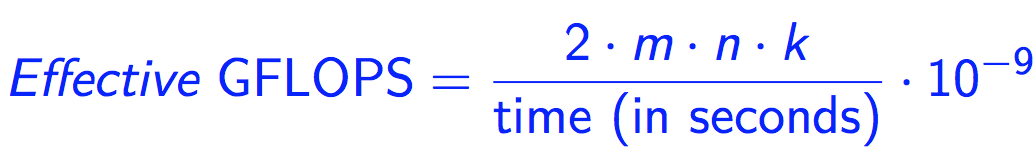 Effective GFLOPS = 2 · m · n · k / time (in seconds) · 10⁻⁹